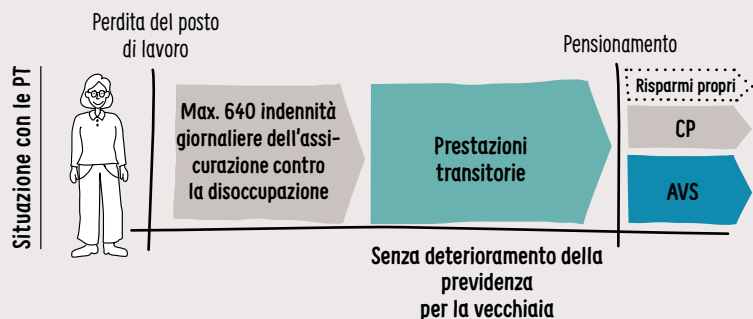 Perdita del posto
di lavoro
Pensionamento
Situazione con le PT
Max. 640 indennità
giornaliere dell'assi-
curazione contro
la disoccupazione
Prestazioni
transitorie
Risparmi propri
CP
AVS
Senza deterioramento della
previdenza
per la vecchiaia